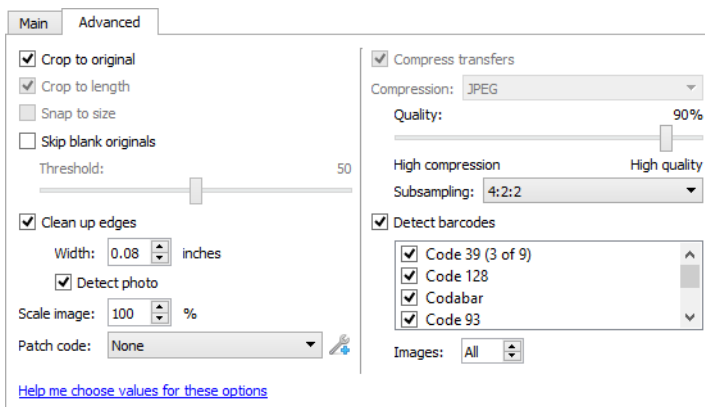 Main
Advanced
Crop to original
Crop to length
Snap to size
Skip blank originals
Threshold: 50
Clean up edges
Width: 0.08 inches
Detect photo
Scale image: 100 %
Patch code: None
Help me choose values for these options
Compress transfers
Compression: JPEG
Quality: 90%
High compression High quality
Subsampling: 4:2:2
Detect barcodes
Code 39 (3 of 9)
Code 128
Codabar
Code 93
Images: All